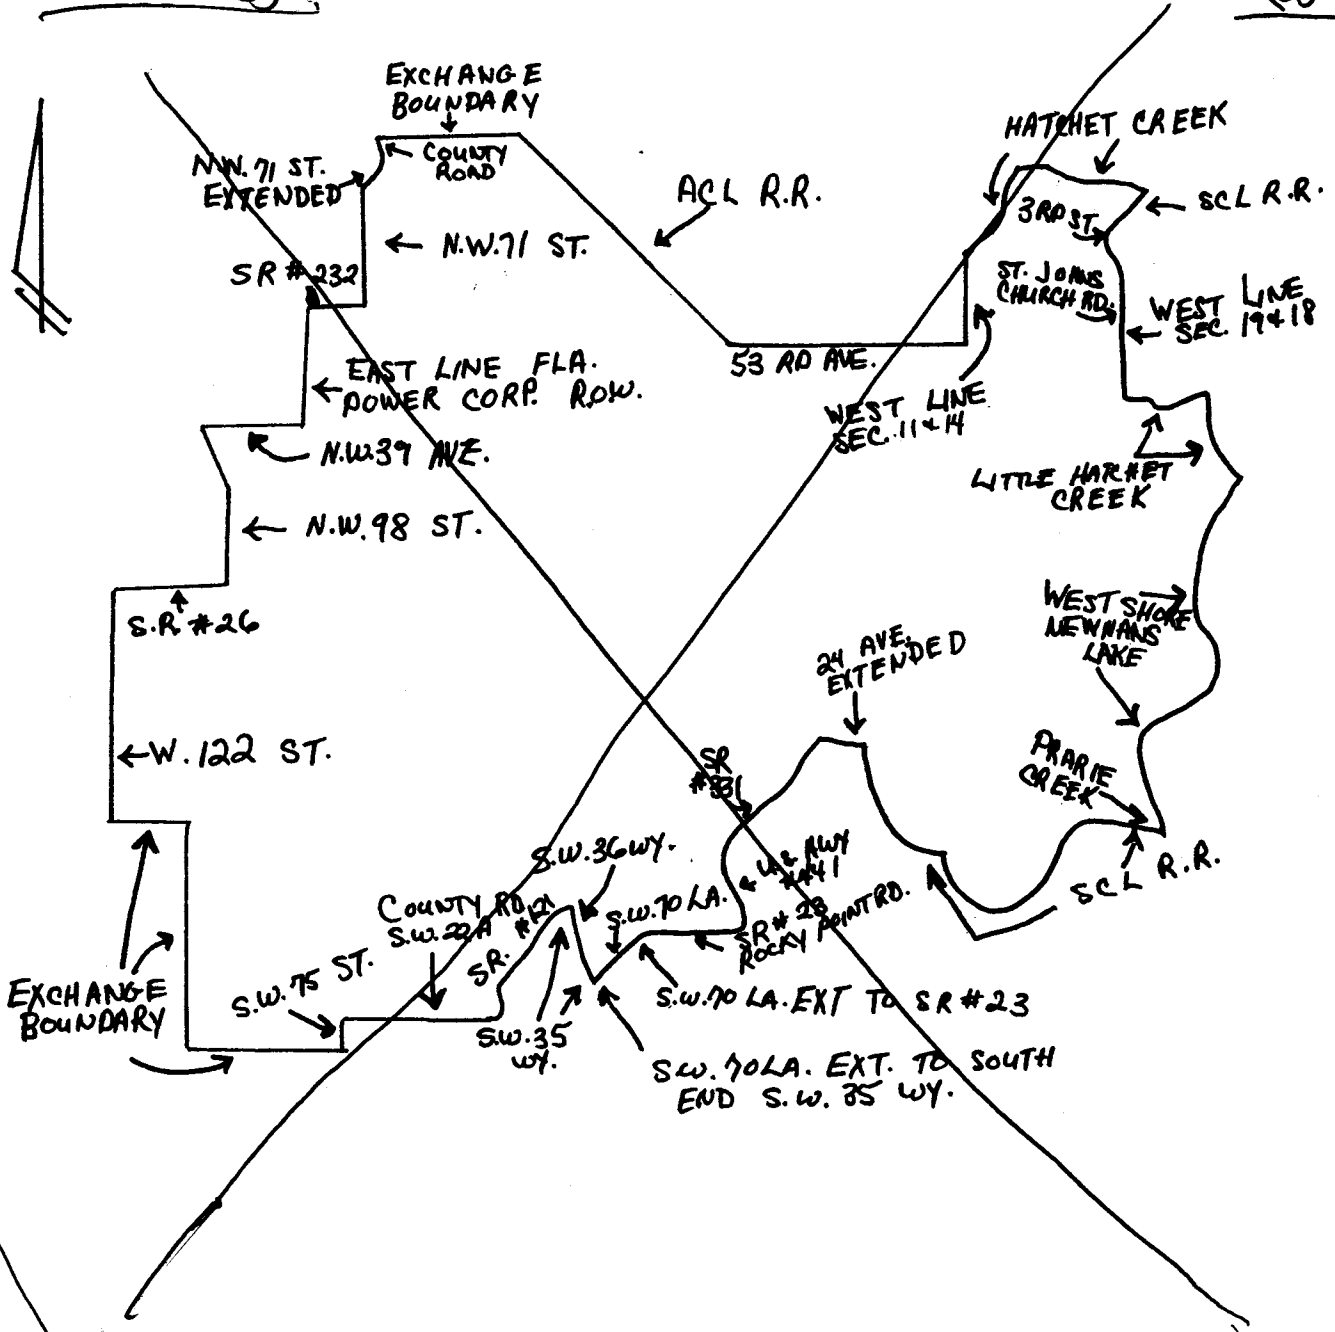 EXCHANGE
BOUNDARY
COUNTY
ROAD
N.W. 71 ST.
EXTENDED
HATCHET CREEK
ACL R.R.
SCL R.R.
3RD ST.
N.W. 71 ST.
SR # 232
ST. JOHNS
CHURCH RD.
WEST LINE
SEC. 19 & 18
53 RD AVE.
EAST LINE FLA.
POWER CORP. R.O.W.
WEST LINE
SEC. 11 & 14
N.W. 39 AVE.
LITTLE HATCHET
CREEK
N.W. 98 ST.
S.R. #26
WEST SHORE
NEWNANS
LAKE
24 AVE.
EXTENDED
W. 122 ST.
SR
#331
PRARIE
CREEK
S.W. 36 WY.
U.S. HWY
#441
SCL R.R.
COUNTY RD.
S.W. 22 A
SR. #121
S.W. 70 LA.
SR # 23
ROCKY POINT RD.
S.W. 75 ST.
EXCHANGE
BOUNDARY
S.W. 35
WY.
S.W. 70 LA. EXT TO SR #23
S.W. 70 LA. EXT. TO SOUTH
END S.W. 35 WY.